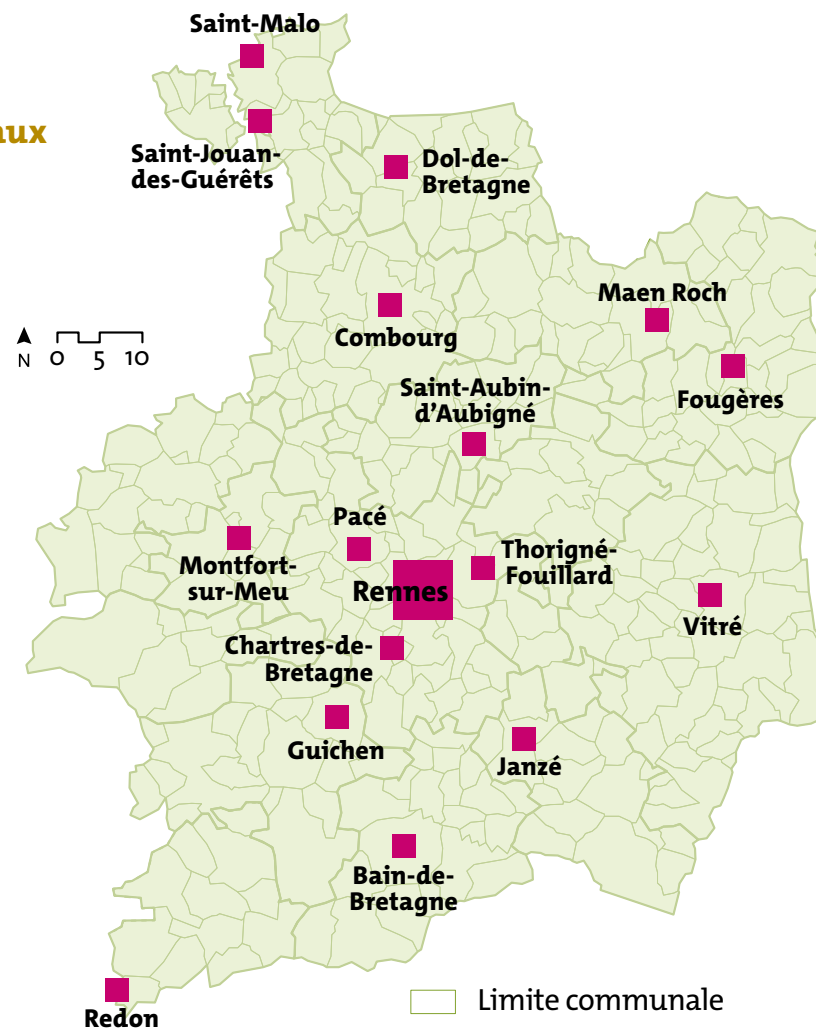 Saint-Malo
aux
Saint-Jouan-
des-Guérêts
Dol-de-
Bretagne
Maen Roch
N 0 5 10
Combourg
Fougères
Saint-Aubin-
d'Aubigné
Pacé
Thorigné-
Fouillard
Montfort-
sur-Meu
Rennes
Vitré
Chartres-de-
Bretagne
Guichen
Janzé
Bain-de-
Bretagne
Redon
Limite communale